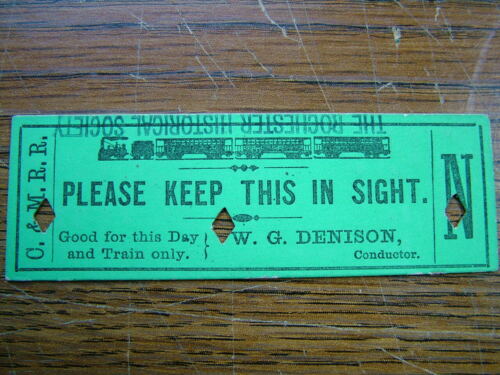 THE ROCHESTER HISTORICAL SOCIETY
C. & M. R. R.
PLEASE KEEP THIS IN SIGHT.
Good for this Day
and Train only.
W. G. DENISON,
Conductor.
N